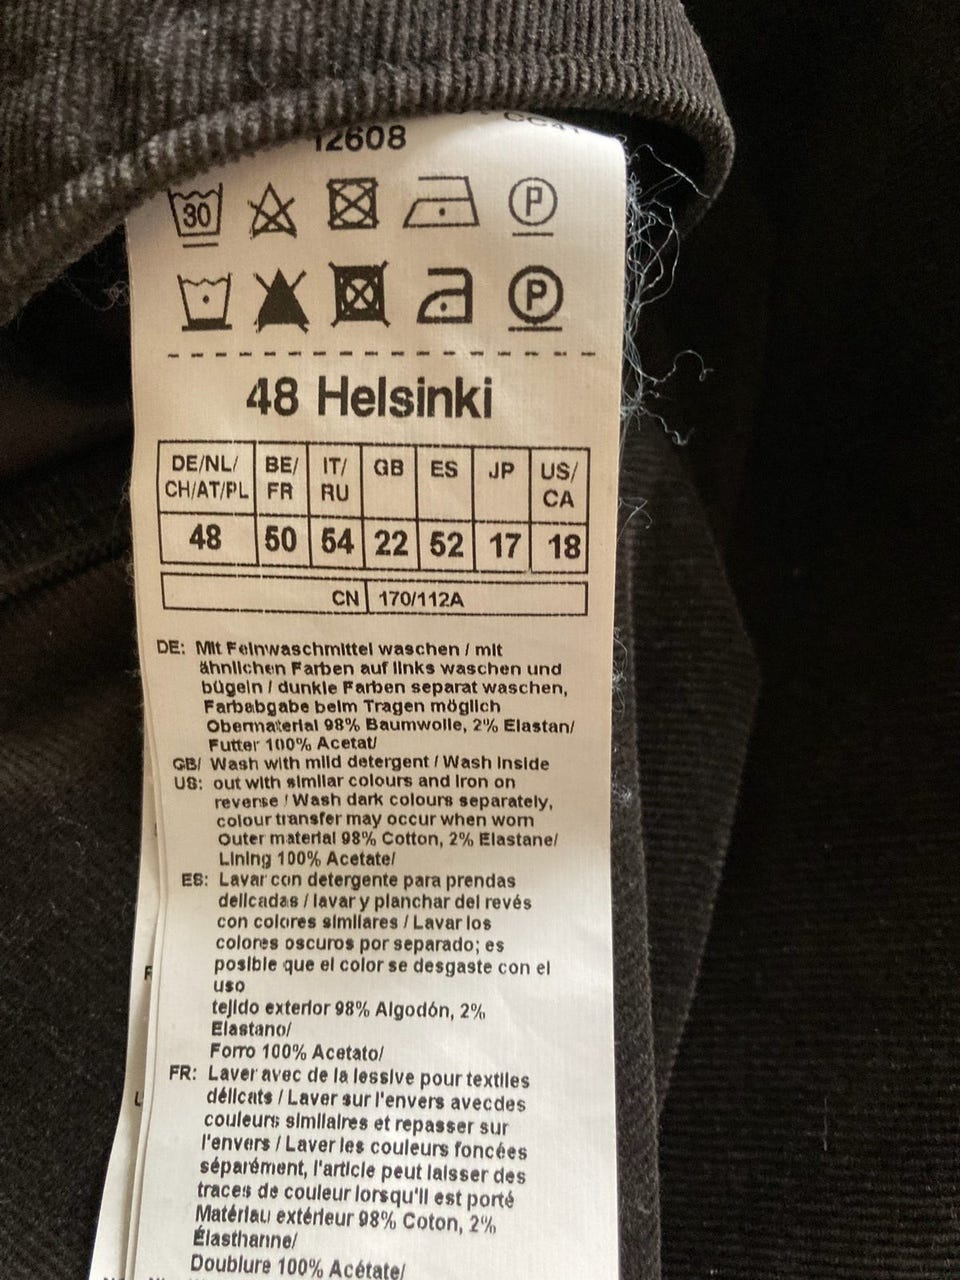 12608
30
P
P
48 Helsinki
DE/NL/ CH/AT/PL BE/ FR IT/ RU GB ES JP US/ CA
48 50 54 22 52 17 18
CN 170/112A
DE: Mit Feinwaschmittel waschen / mit
ähnlichen Farben auf links waschen und
bügeln / dunkle Farben separat waschen,
Farbabgabe beim Tragen möglich
Obermaterial 98% Baumwolle, 2% Elastan/
Futter 100% Acetat/
GB/ Wash with mild detergent / Wash inside
US: out with similar colours and iron on
reverse / Wash dark colours separately,
colour transfer may occur when worn
Outer material 98% Cotton, 2% Elastane/
Lining 100% Acetate/
ES: Lavar con detergente para prendas
delicadas / lavar y planchar del revés
con colores similares / Lavar los
colores oscuros por separado; es
posible que el color se desgaste con el
uso
tejido exterior 98% Algodón, 2%
Elastano/
Forro 100% Acetato/
FR: Laver avec de la lessive pour textiles
délicats / Laver sur l'envers avecdes
couleurs similaires et repasser sur
l'envers / Laver les couleurs foncées
séparément, l'article peut laisser des
traces de couleur lorsqu'il est porté
Matériau extérieur 98% Coton, 2%
Élasthanne/
Doublure 100% Acétate/